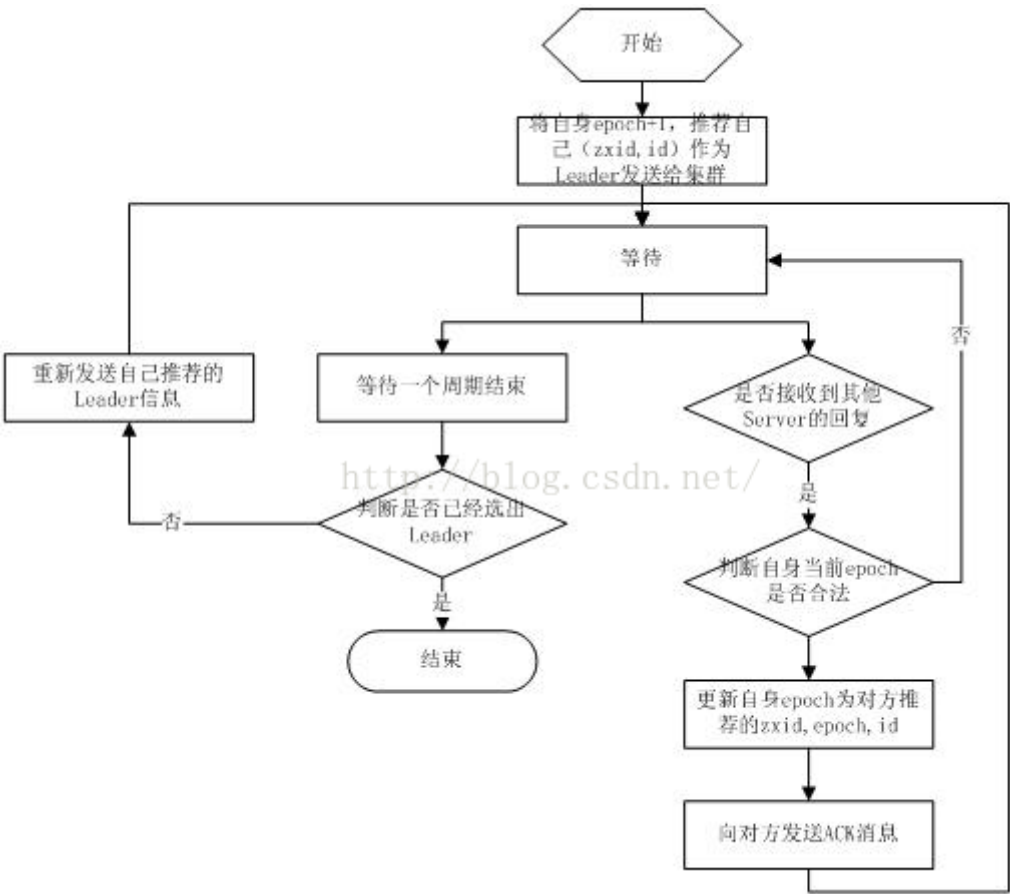 开始
将自身epoch+1，推荐自
己（zxid,id）作为
Leader发送给集群
等待
否
重新发送自己推荐的
Leader信息
等待一个周期结束
是否接收到其他
Server的回复
http://blog.csdn.net/
是
判断是否已经选出
Leader
否
判断自身当前epoch
是否合法
是
结束
更新自身epoch为对方推
荐的zxid,epoch,id
向对方发送ACK消息